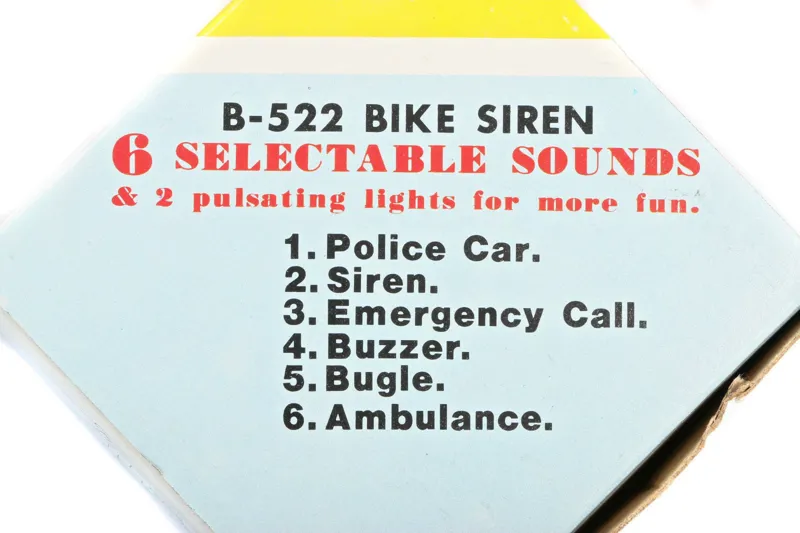 B-522 BIKE SIREN
6 SELECTABLE SOUNDS
& 2 pulsating lights for more fun.
1. Police Car.
2. Siren.
3. Emergency Call.
4. Buzzer.
5. Bugle.
6. Ambulance.